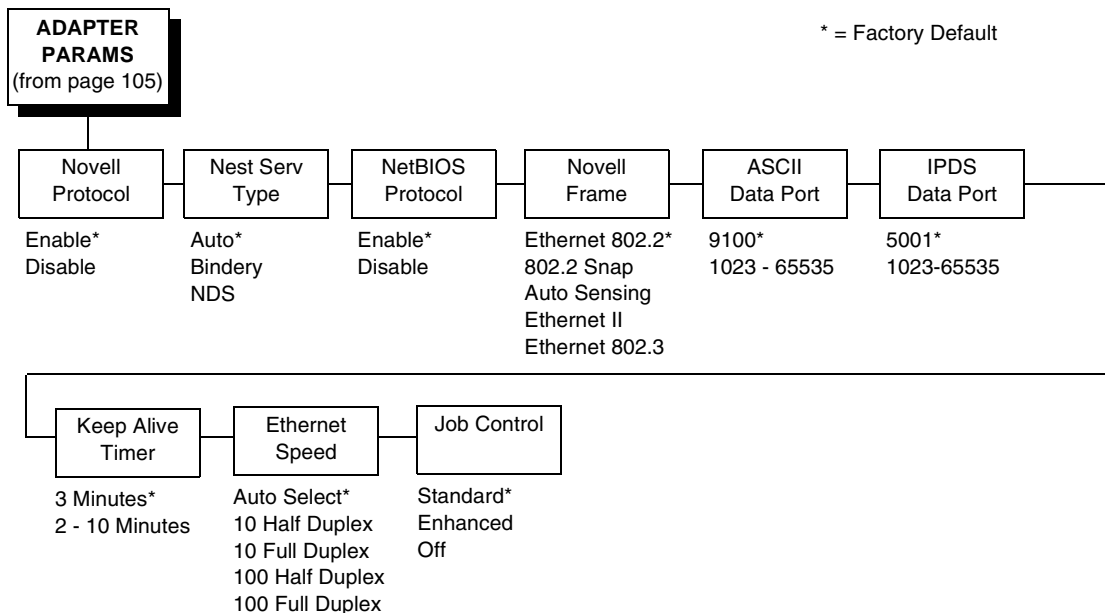 ADAPTER
PARAMS
(from page 105)
* = Factory Default
Novell
Protocol
Enable*
Disable
Nest Serv
Type
Auto*
Bindery
NDS
NetBIOS
Protocol
Enable*
Disable
Novell
Frame
Ethernet 802.2*
802.2 Snap
Auto Sensing
Ethernet II
Ethernet 802.3
ASCII
Data Port
9100*
1023 - 65535
IPDS
Data Port
5001*
1023-65535
Keep Alive
Timer
3 Minutes*
2 - 10 Minutes
Ethernet
Speed
Auto Select*
10 Half Duplex
10 Full Duplex
100 Half Duplex
100 Full Duplex
Job Control
Standard*
Enhanced
Off